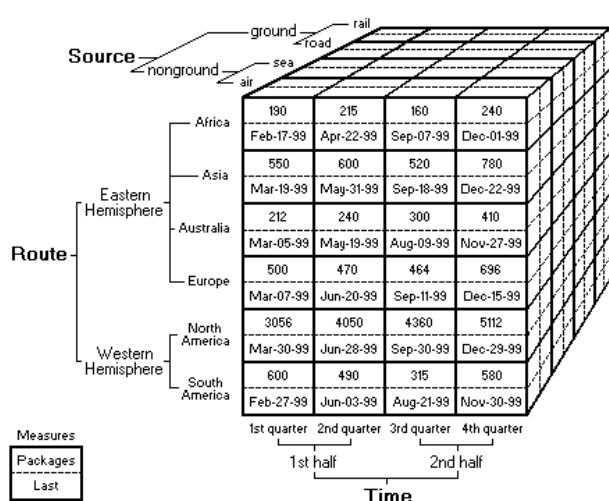 rail
ground
road
Source
sea
nonground
air
190 215 160 240
Africa
Feb-17-99 Apr-22-99 Sep-07-99 Dec-01-99
550 600 520 780
Asia
Mar-19-99 May-31-99 Sep-18-99 Dec-22-99
Eastern
Hemisphere
212 240 300 410
Australia
Mar-05-99 May-19-99 Aug-09-99 Nov-27-99
Route
500 470 464 696
Europe
Mar-07-99 Jun-20-99 Sep-11-99 Dec-15-99
3056 4050 4360 5112
North
America
Mar-30-99 Jun-28-99 Sep-30-99 Dec-29-99
Western
Hemisphere
600 490 315 580
South
America
Feb-27-99 Jun-03-99 Aug-21-99 Nov-30-99
1st quarter 2nd quarter 3rd quarter 4th quarter
1st half 2nd half
Time
Measures
Packages
Last